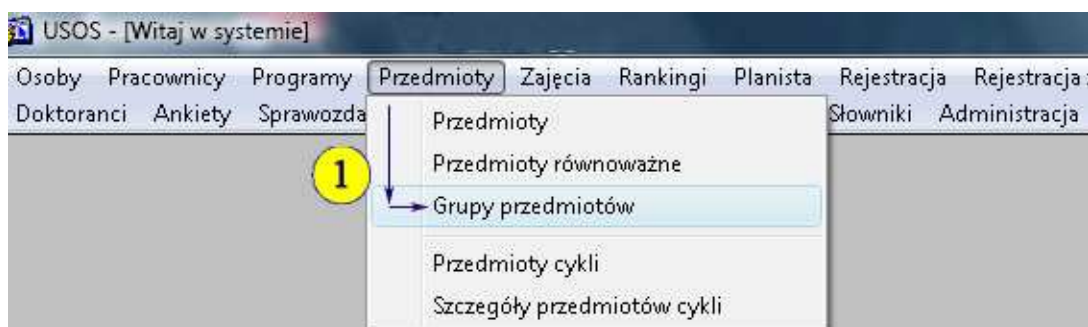 USOS - [Witaj w systemie]
Osoby Pracownicy Programy Przedmioty Zajęcia Rankingi Planista Rejestracja Rejestracja
Doktoranci Ankiety Sprawozda Słowniki Administracja
Przedmioty
Przedmioty równoważne
1
Grupy przedmiotów
Przedmioty cykli
Szczegóły przedmiotów cykli